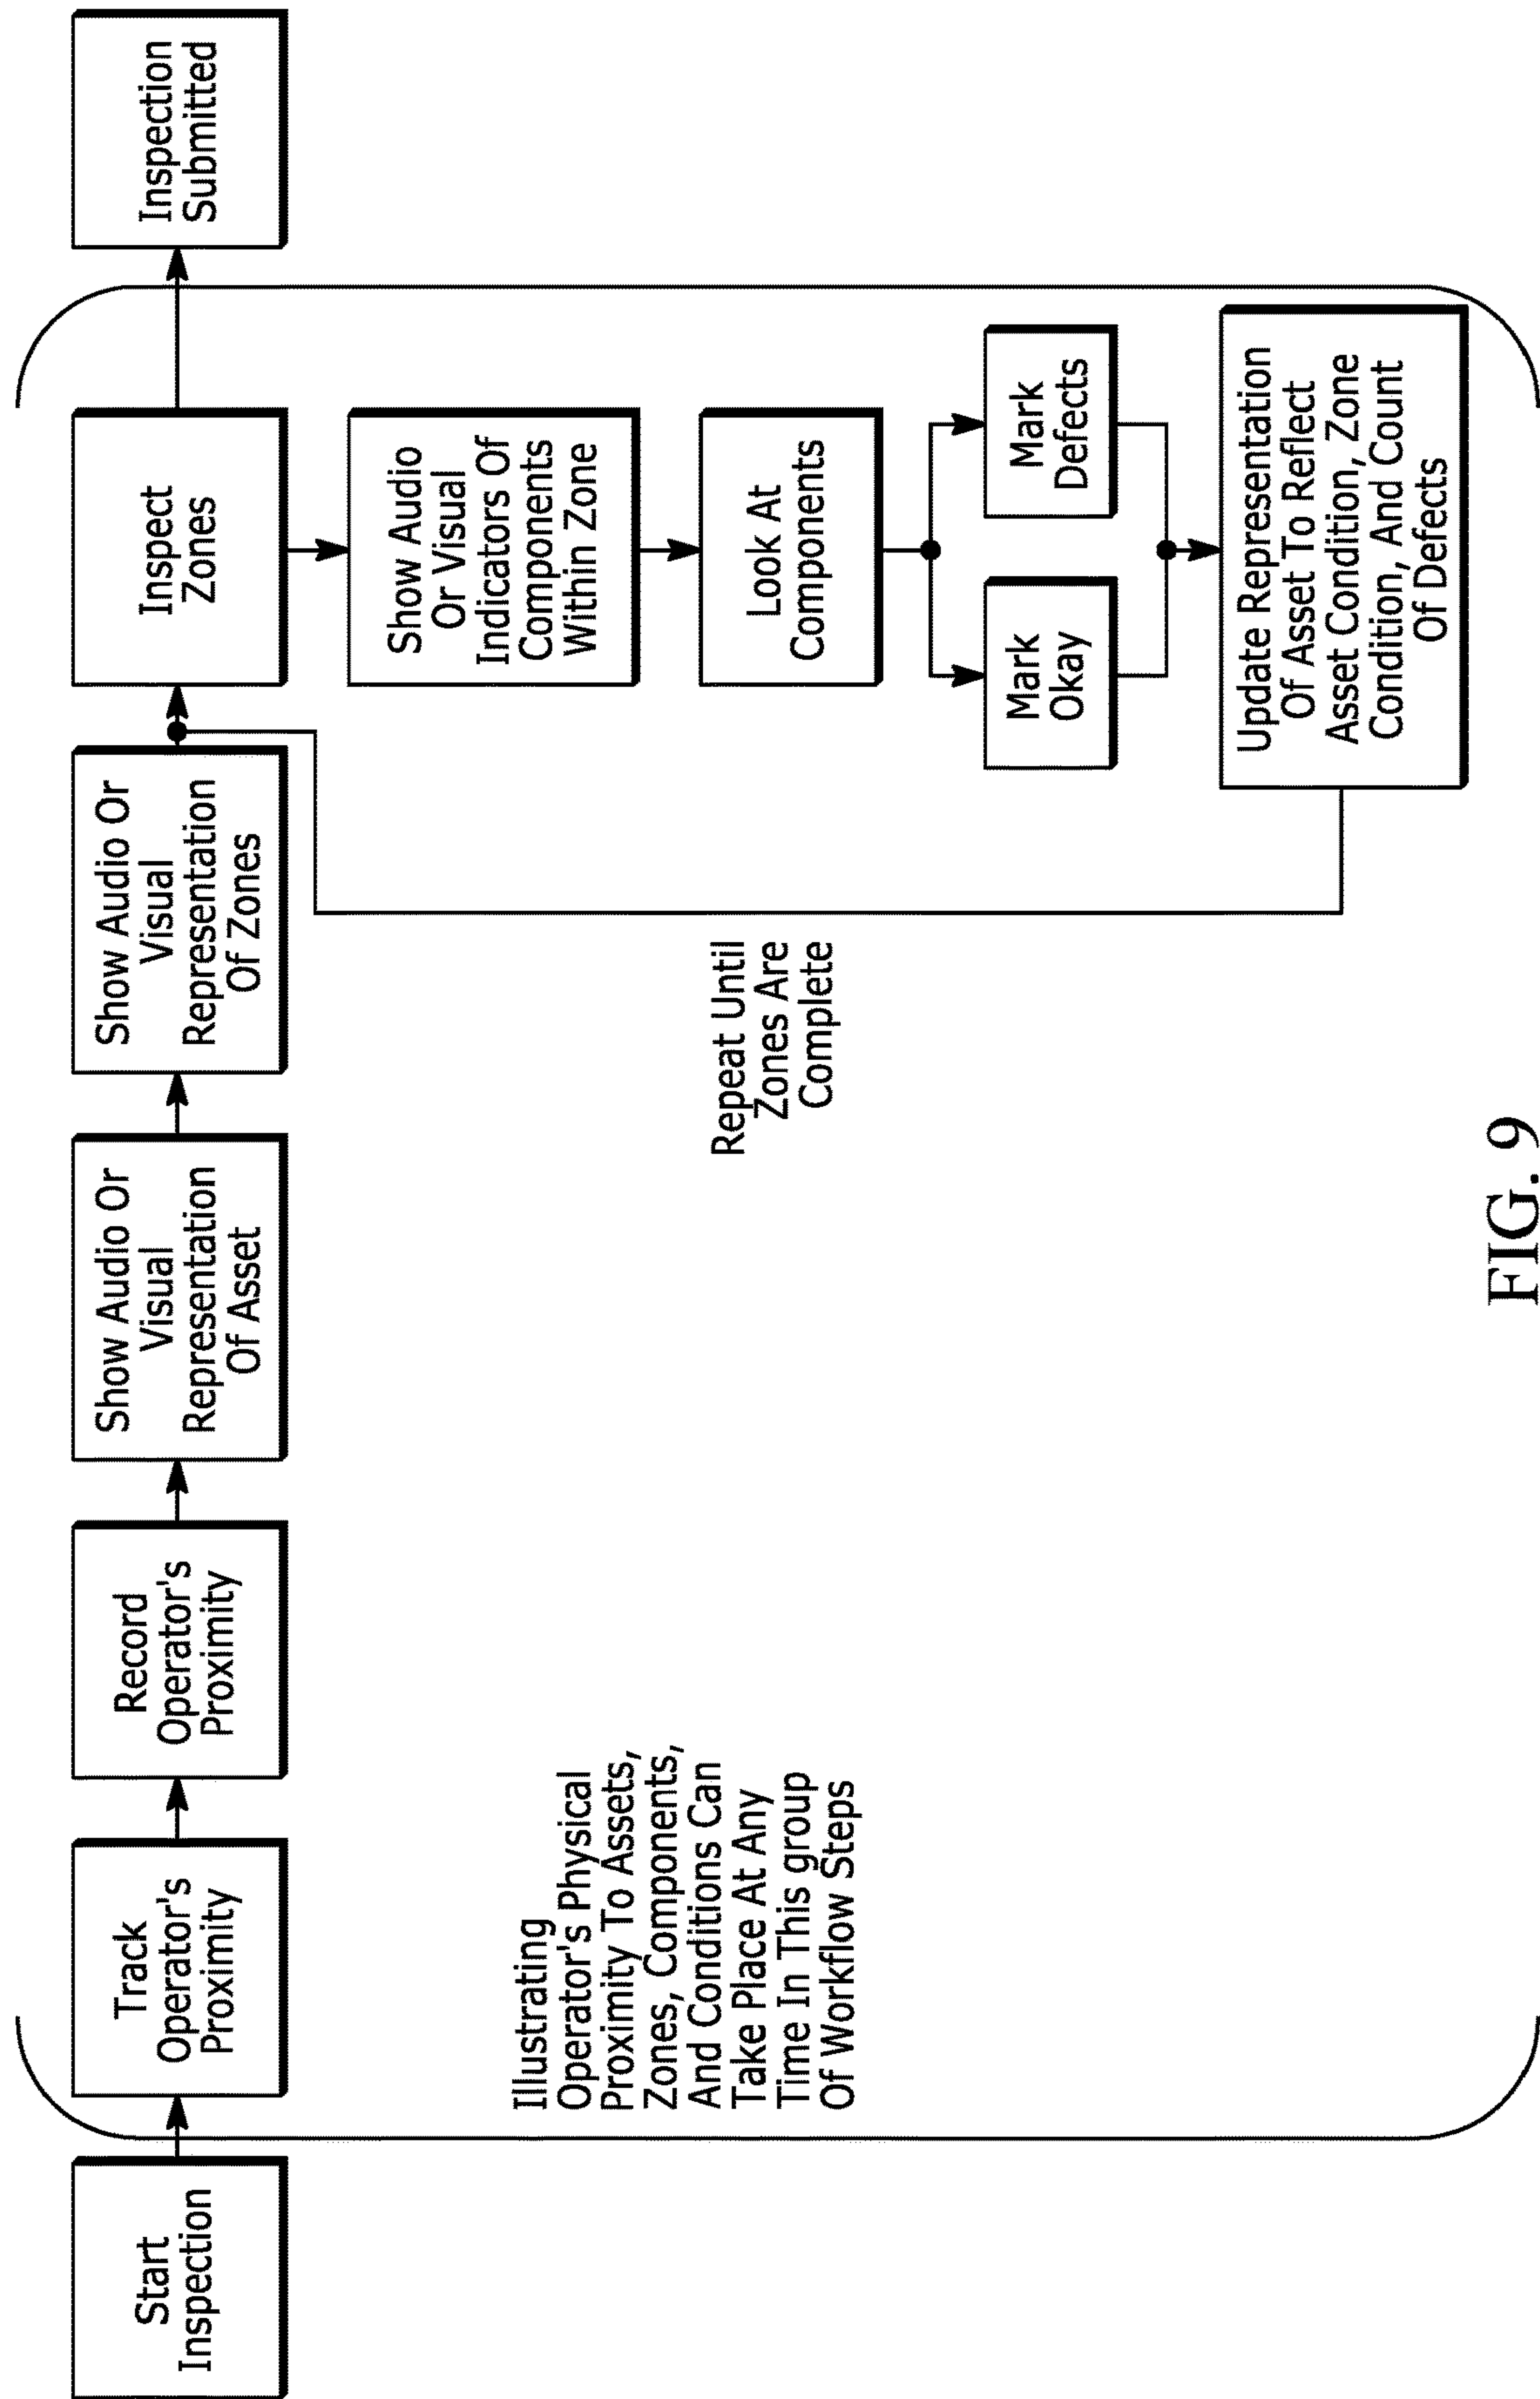 Start
Inspection
Track
Operator's
Proximity
Record
Operator's
Proximity
Show Audio Or
Visual
Representation
Of Asset
Show Audio Or
Visual
Representation
Of Zones
Inspect
Zones
Inspection
Submitted
Show Audio
Or Visual
Indicators Of
Components
Within Zone
Look At
Components
Mark
Okay
Mark
Defects
Update Representation
Of Asset To Reflect
Asset Condition, Zone
Condition, And Count
Of Defects
Repeat Until
Zones Are
Complete
Illustrating
Operator's Physical
Proximity To Assets,
Zones, Components,
And Conditions Can
Take Place At Any
Time In This group
Of Workflow Steps
FIG. 9